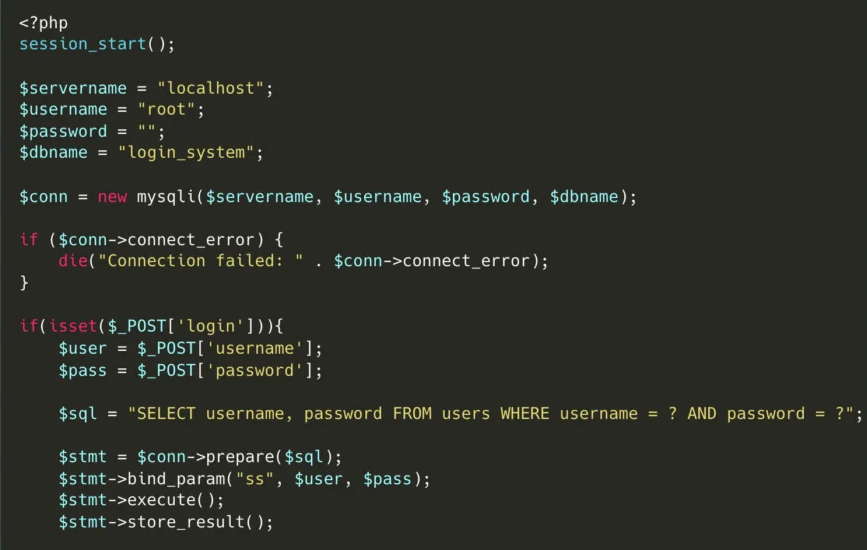 <?php
session_start();
$servername = "localhost";
$username = "root";
$password = "";
$dbname = "login_system";
$conn = new mysqli($servername, $username, $password, $dbname);
if ($conn->connect_error) {
    die("Connection failed: " . $conn->connect_error);
}
if(isset($_POST['login'])){
    $user = $_POST['username'];
    $pass = $_POST['password'];
    $sql = "SELECT username, password FROM users WHERE username = ? AND password = ?";
    $stmt = $conn->prepare($sql);
    $stmt->bind_param("ss", $user, $pass);
    $stmt->execute();
    $stmt->store_result();